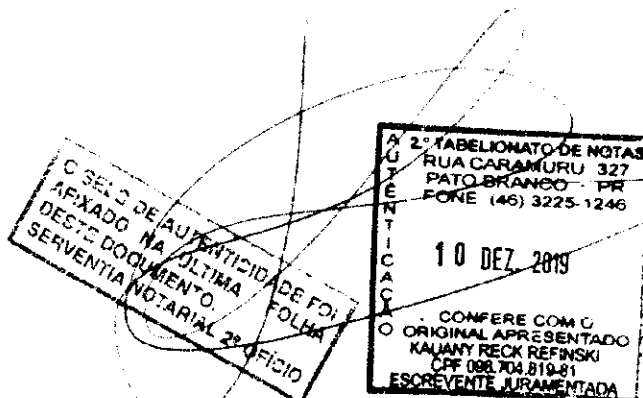 O SELO DE AUTENTICIDADE FOI
AFIXADO NA ÚLTIMA FOLHA
DESTE DOCUMENTO.
SERVENTIA NOTARIAL 2º OFÍCIO
AUTENTICAÇÃO
2.º TABELIONATO DE NOTAS
RUA CARAMURU 327
PATO BRANCO - PR
FONE (46) 3225-1246
10 DEZ. 2019
CONFERE COM O
ORIGINAL APRESENTADO
KAUANY RECK REFINSKI
CPF 098.704.819-81
ESCREVENTE JURAMENTADA